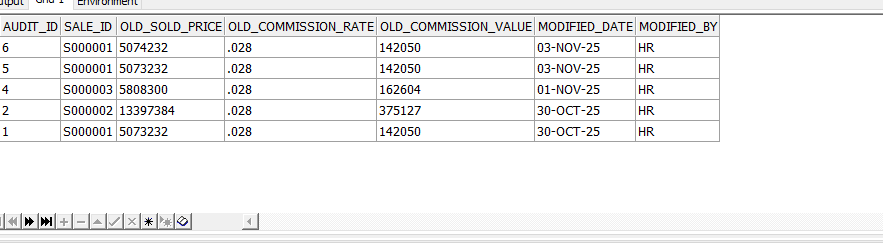 utput Grid 1 Environment
AUDIT_ID SALE_ID OLD_SOLD_PRICE OLD_COMMISSION_RATE OLD_COMMISSION_VALUE MODIFIED_DATE MODIFIED_BY
6 S000001 5074232 .028 142050 03-NOV-25 HR
5 S000001 5073232 .028 142050 03-NOV-25 HR
4 S000003 5808300 .028 162604 01-NOV-25 HR
2 S000002 13397384 .028 375127 30-OCT-25 HR
1 S000001 5073232 .028 142050 30-OCT-25 HR